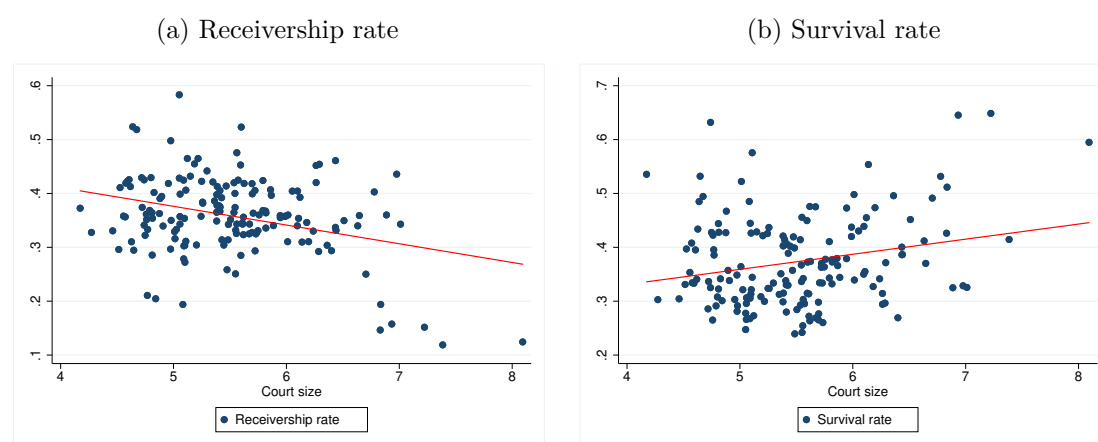 (a) Receivership rate
.6
.5
.4
.3
.2
.1
4 5 6 7 8
Court size
Receivership rate
(b) Survival rate
.7
.6
.5
.4
.3
.2
4 5 6 7 8
Court size
Survival rate